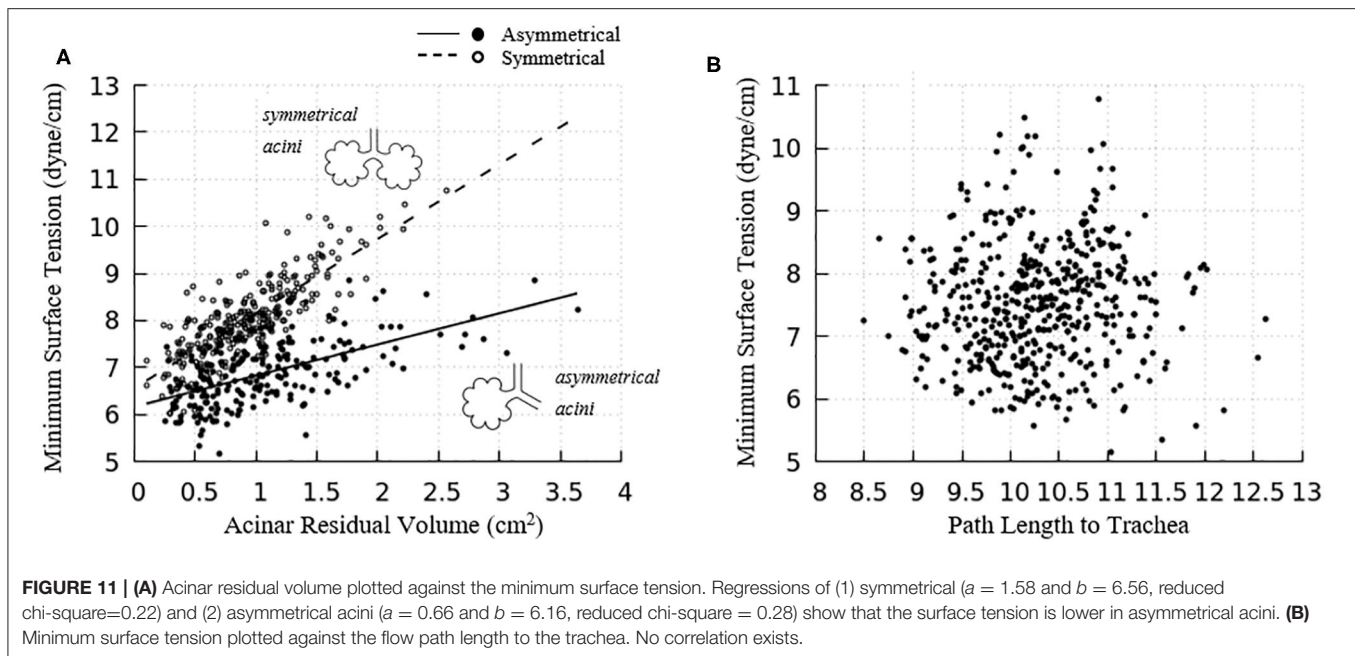 Asymmetrical
Symmetrical
A
13
12
11
10
9
8
7
6
5
Minimum Surface Tension (dyne/cm)
symmetrical
acini
asymmetrical
acini
0 0.5 1 1.5 2 2.5 3 3.5 4
Acinar Residual Volume (cm²)
B
11
10
9
8
7
6
5
Minimum Surface Tension (dyne/cm)
8 8.5 9 9.5 10 10.5 11 11.5 12 12.5 13
Path Length to Trachea
FIGURE 11 | (A) Acinar residual volume plotted against the minimum surface tension. Regressions of (1) symmetrical (a = 1.58 and b = 6.56, reduced
chi-square=0.22) and (2) asymmetrical acini (a = 0.66 and b = 6.16, reduced chi-square = 0.28) show that the surface tension is lower in asymmetrical acini. (B)
Minimum surface tension plotted against the flow path length to the trachea. No correlation exists.